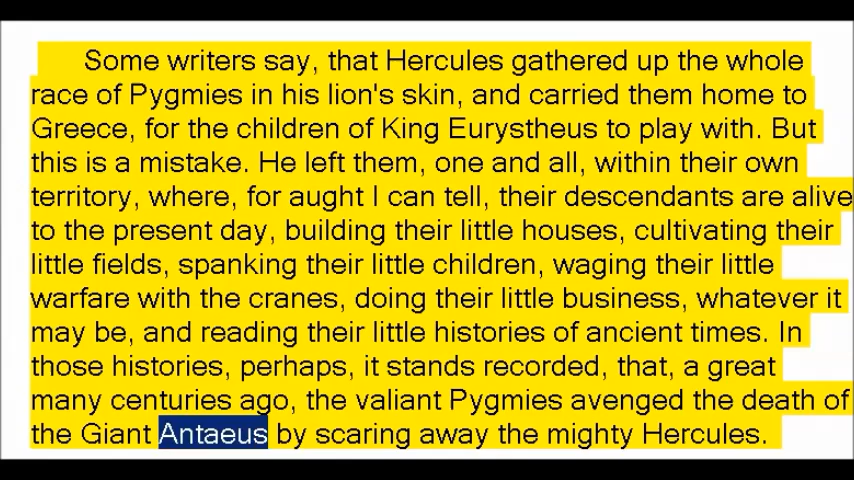 Some writers say, that Hercules gathered up the whole
race of Pygmies in his lion's skin, and carried them home to
Greece, for the children of King Eurystheus to play with. But
this is a mistake. He left them, one and all, within their own
territory, where, for aught I can tell, their descendants are alive
to the present day, building their little houses, cultivating their
little fields, spanking their little children, waging their little
warfare with the cranes, doing their little business, whatever it
may be, and reading their little histories of ancient times. In
those histories, perhaps, it stands recorded, that, a great
many centuries ago, the valiant Pygmies avenged the death of
the Giant Antaeus by scaring away the mighty Hercules.